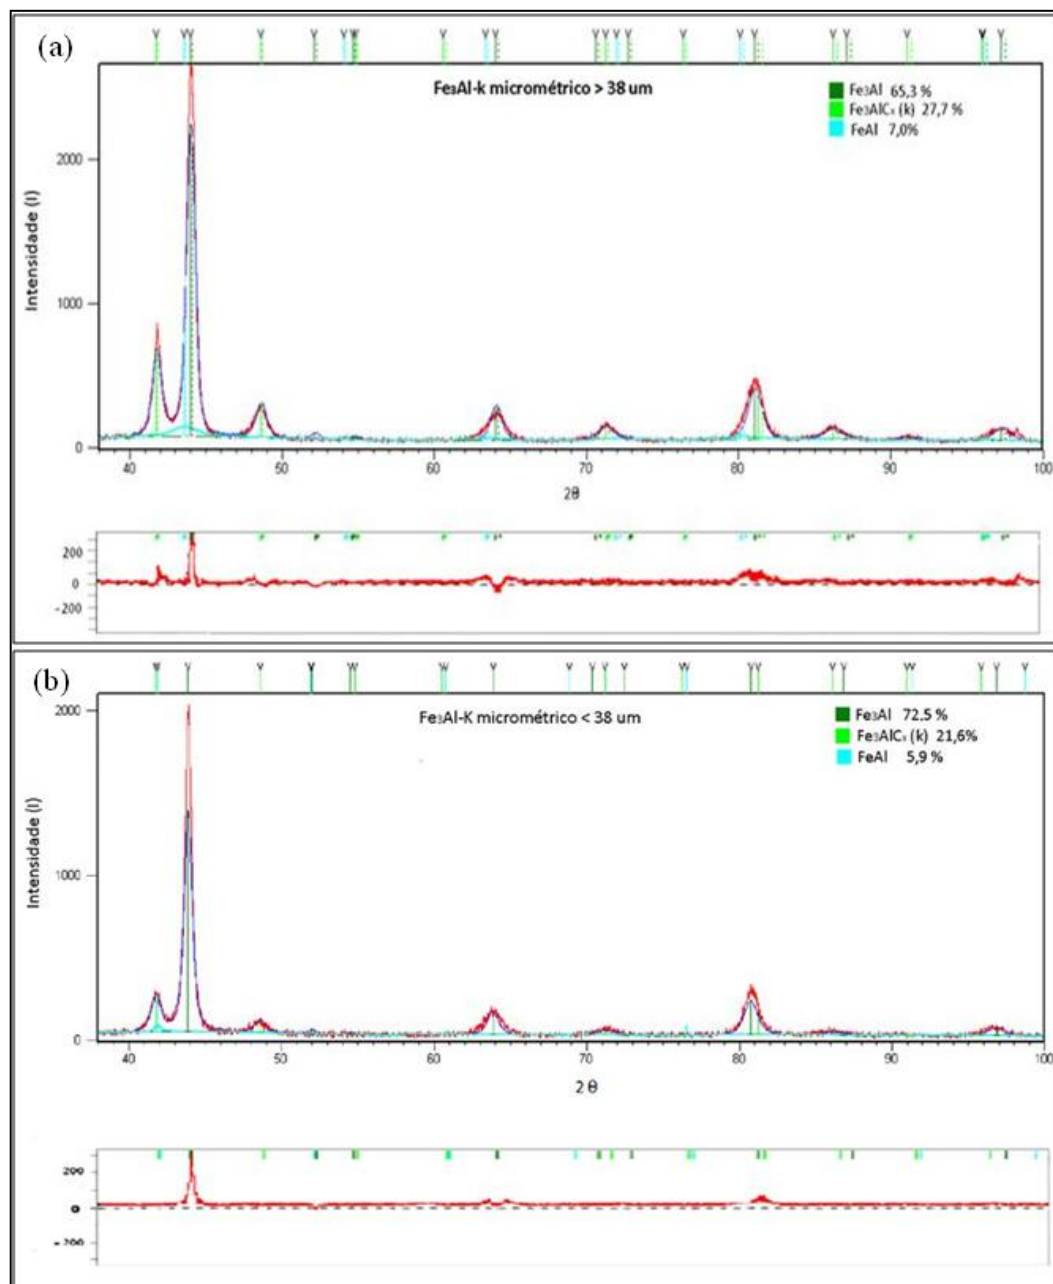 (a)
Fe₃Al-k micrométrico > 38 um
Fe₃Al 65,3 %
Fe₃AlCₓ (k) 27,7 %
FeAl 7,0%
Intensidade (I)
2000
1000
0
40 50 60 70 80 90 100
2θ
200
0
-200
(b)
Fe₃Al-K micrométrico < 38 um
Fe₃Al 72,5 %
Fe₃AlCₓ (k) 21,6%
FeAl 5,9 %
Intensidade (I)
2000
1000
0
40 50 60 70 80 90 100
2 θ
200
0
-200